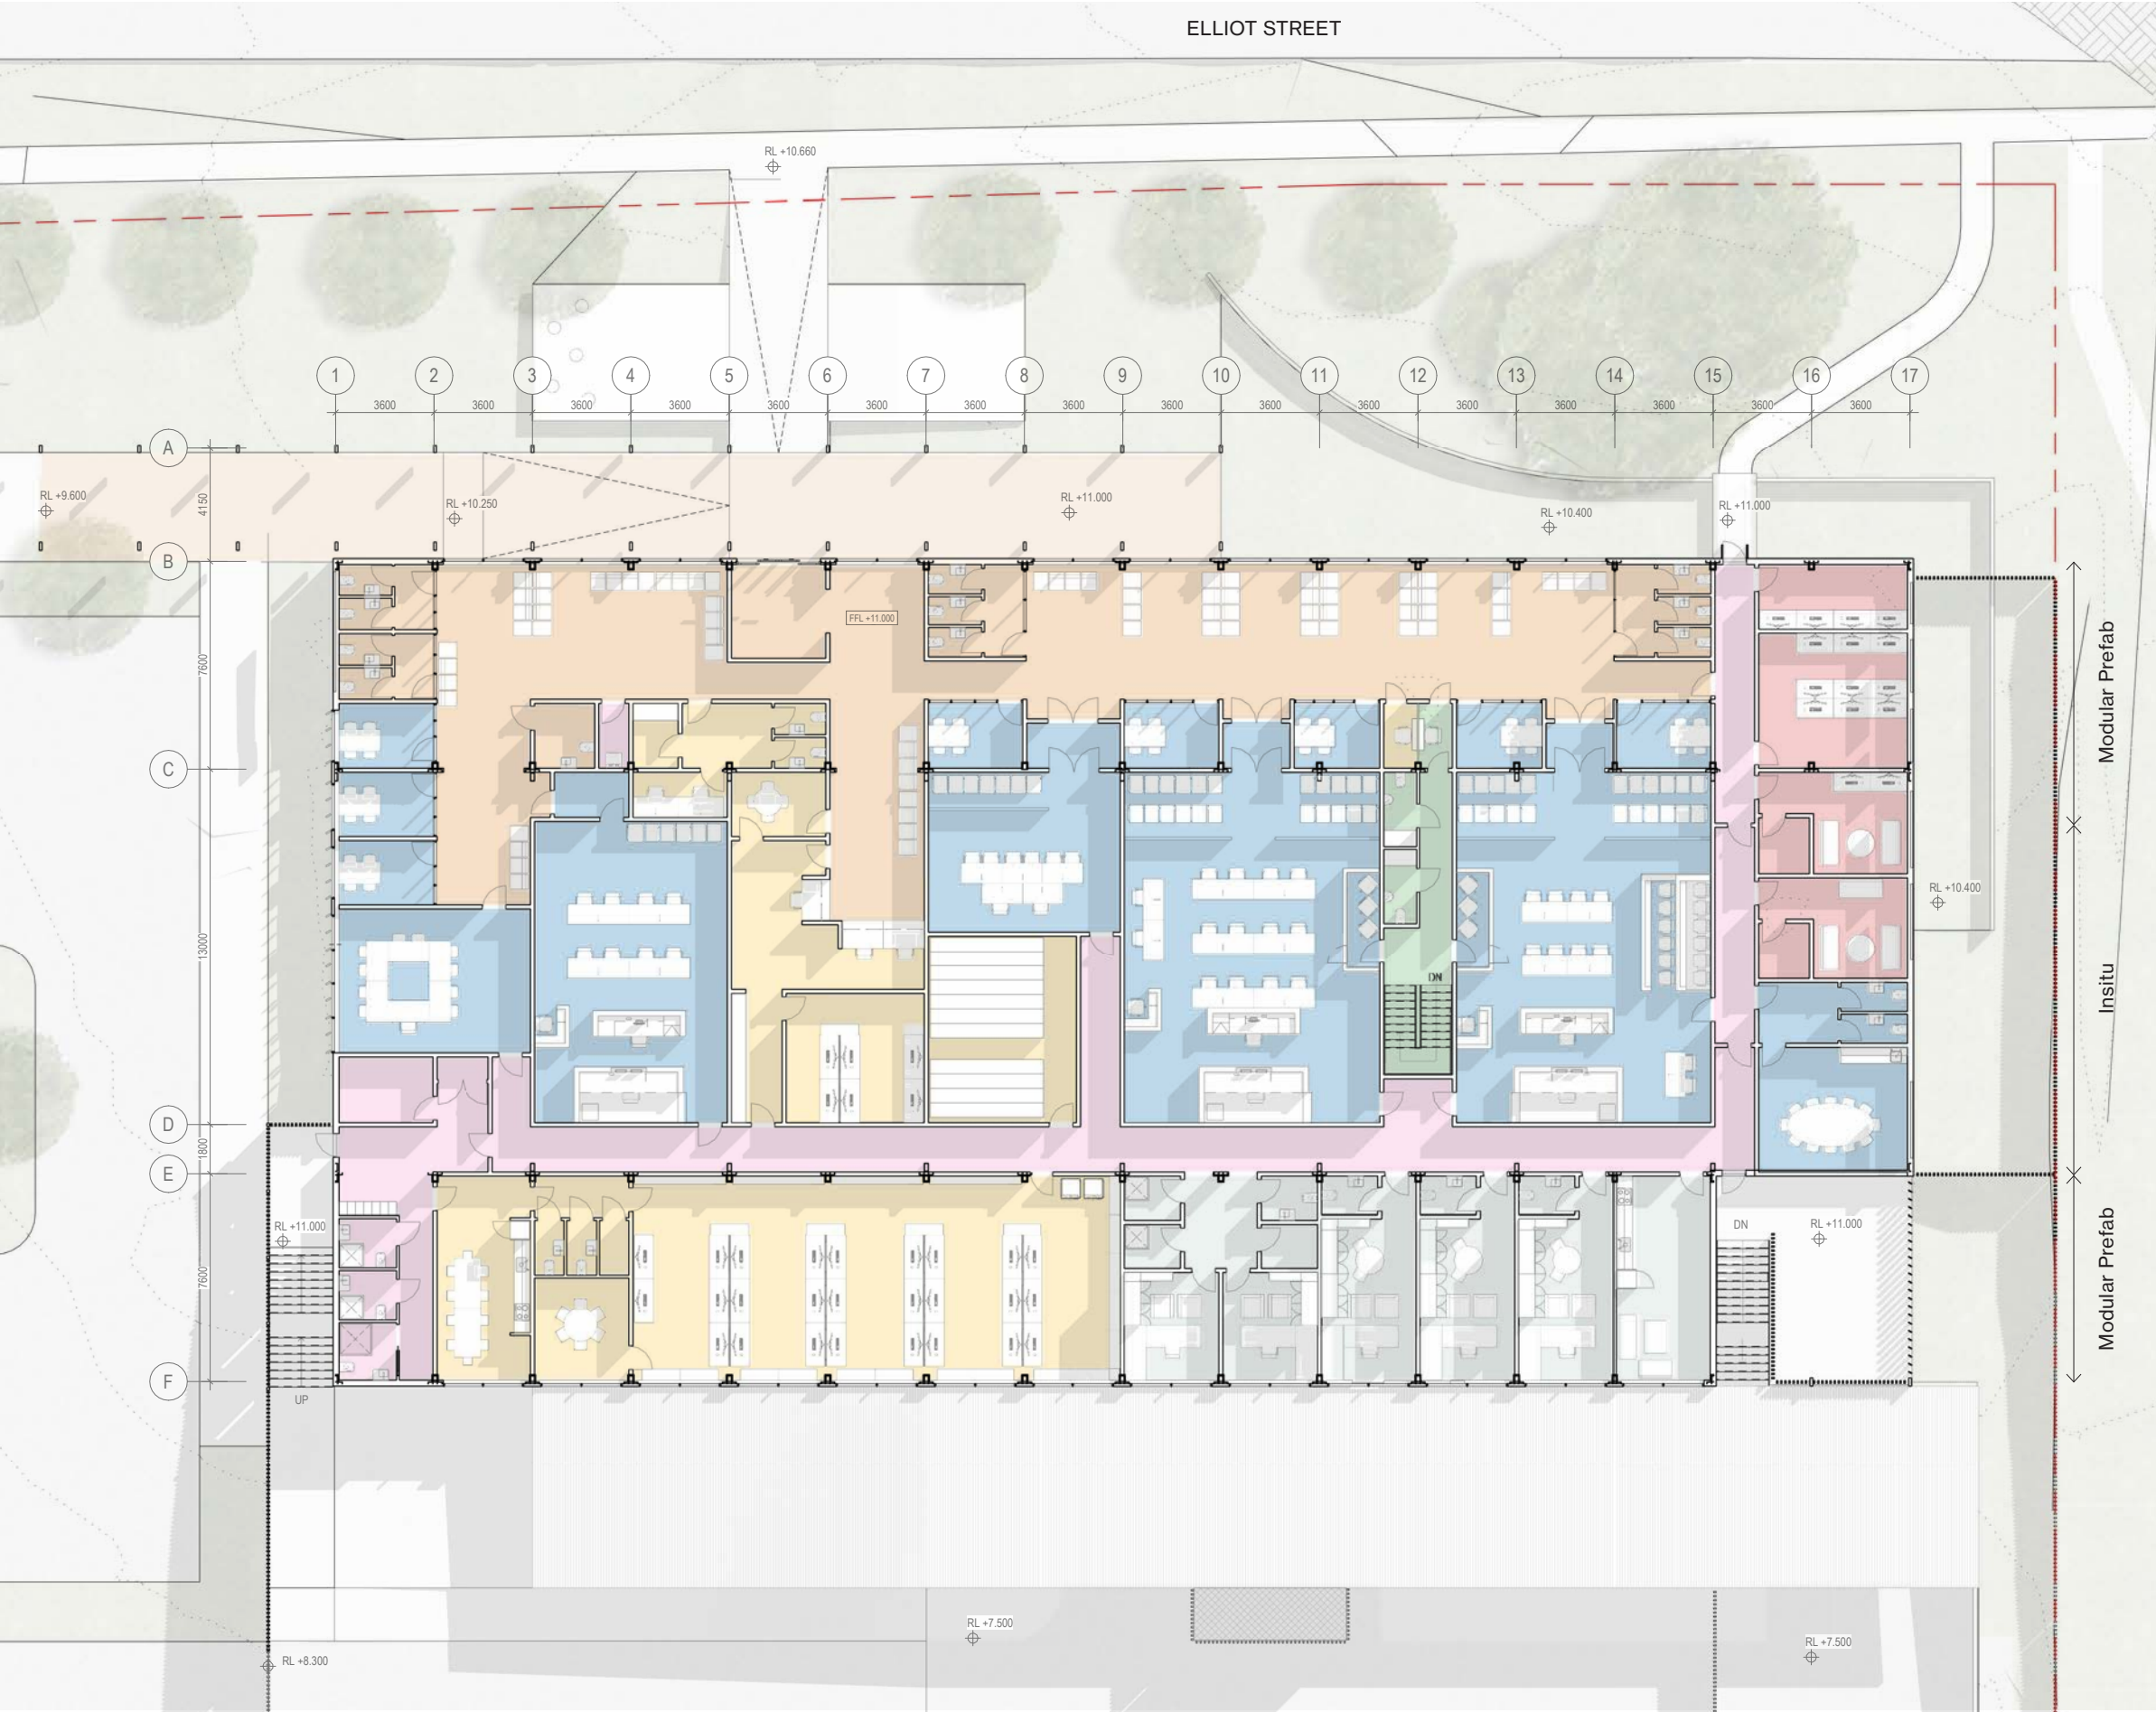 ELLIOT STREET
RL +10.660
1 2 3 4 5 6 7 8 9 10 11 12 13 14 15 16 17
3600 3600 3600 3600 3600 3600 3600 3600 3600 3600 3600 3600 3600 3600 3600 3600
A
RL +9.600
RL +10.250
RL +11.000
RL +10.400
RL +11.000
4150
B
FFL +11.000
7600
Modular Prefab
C
RL +10.400
13000
Insitu
DN
D
1800
E
RL +11.000
DN
RL +11.000
7600
Modular Prefab
F
UP
RL +7.500
RL +7.500
RL +8.300